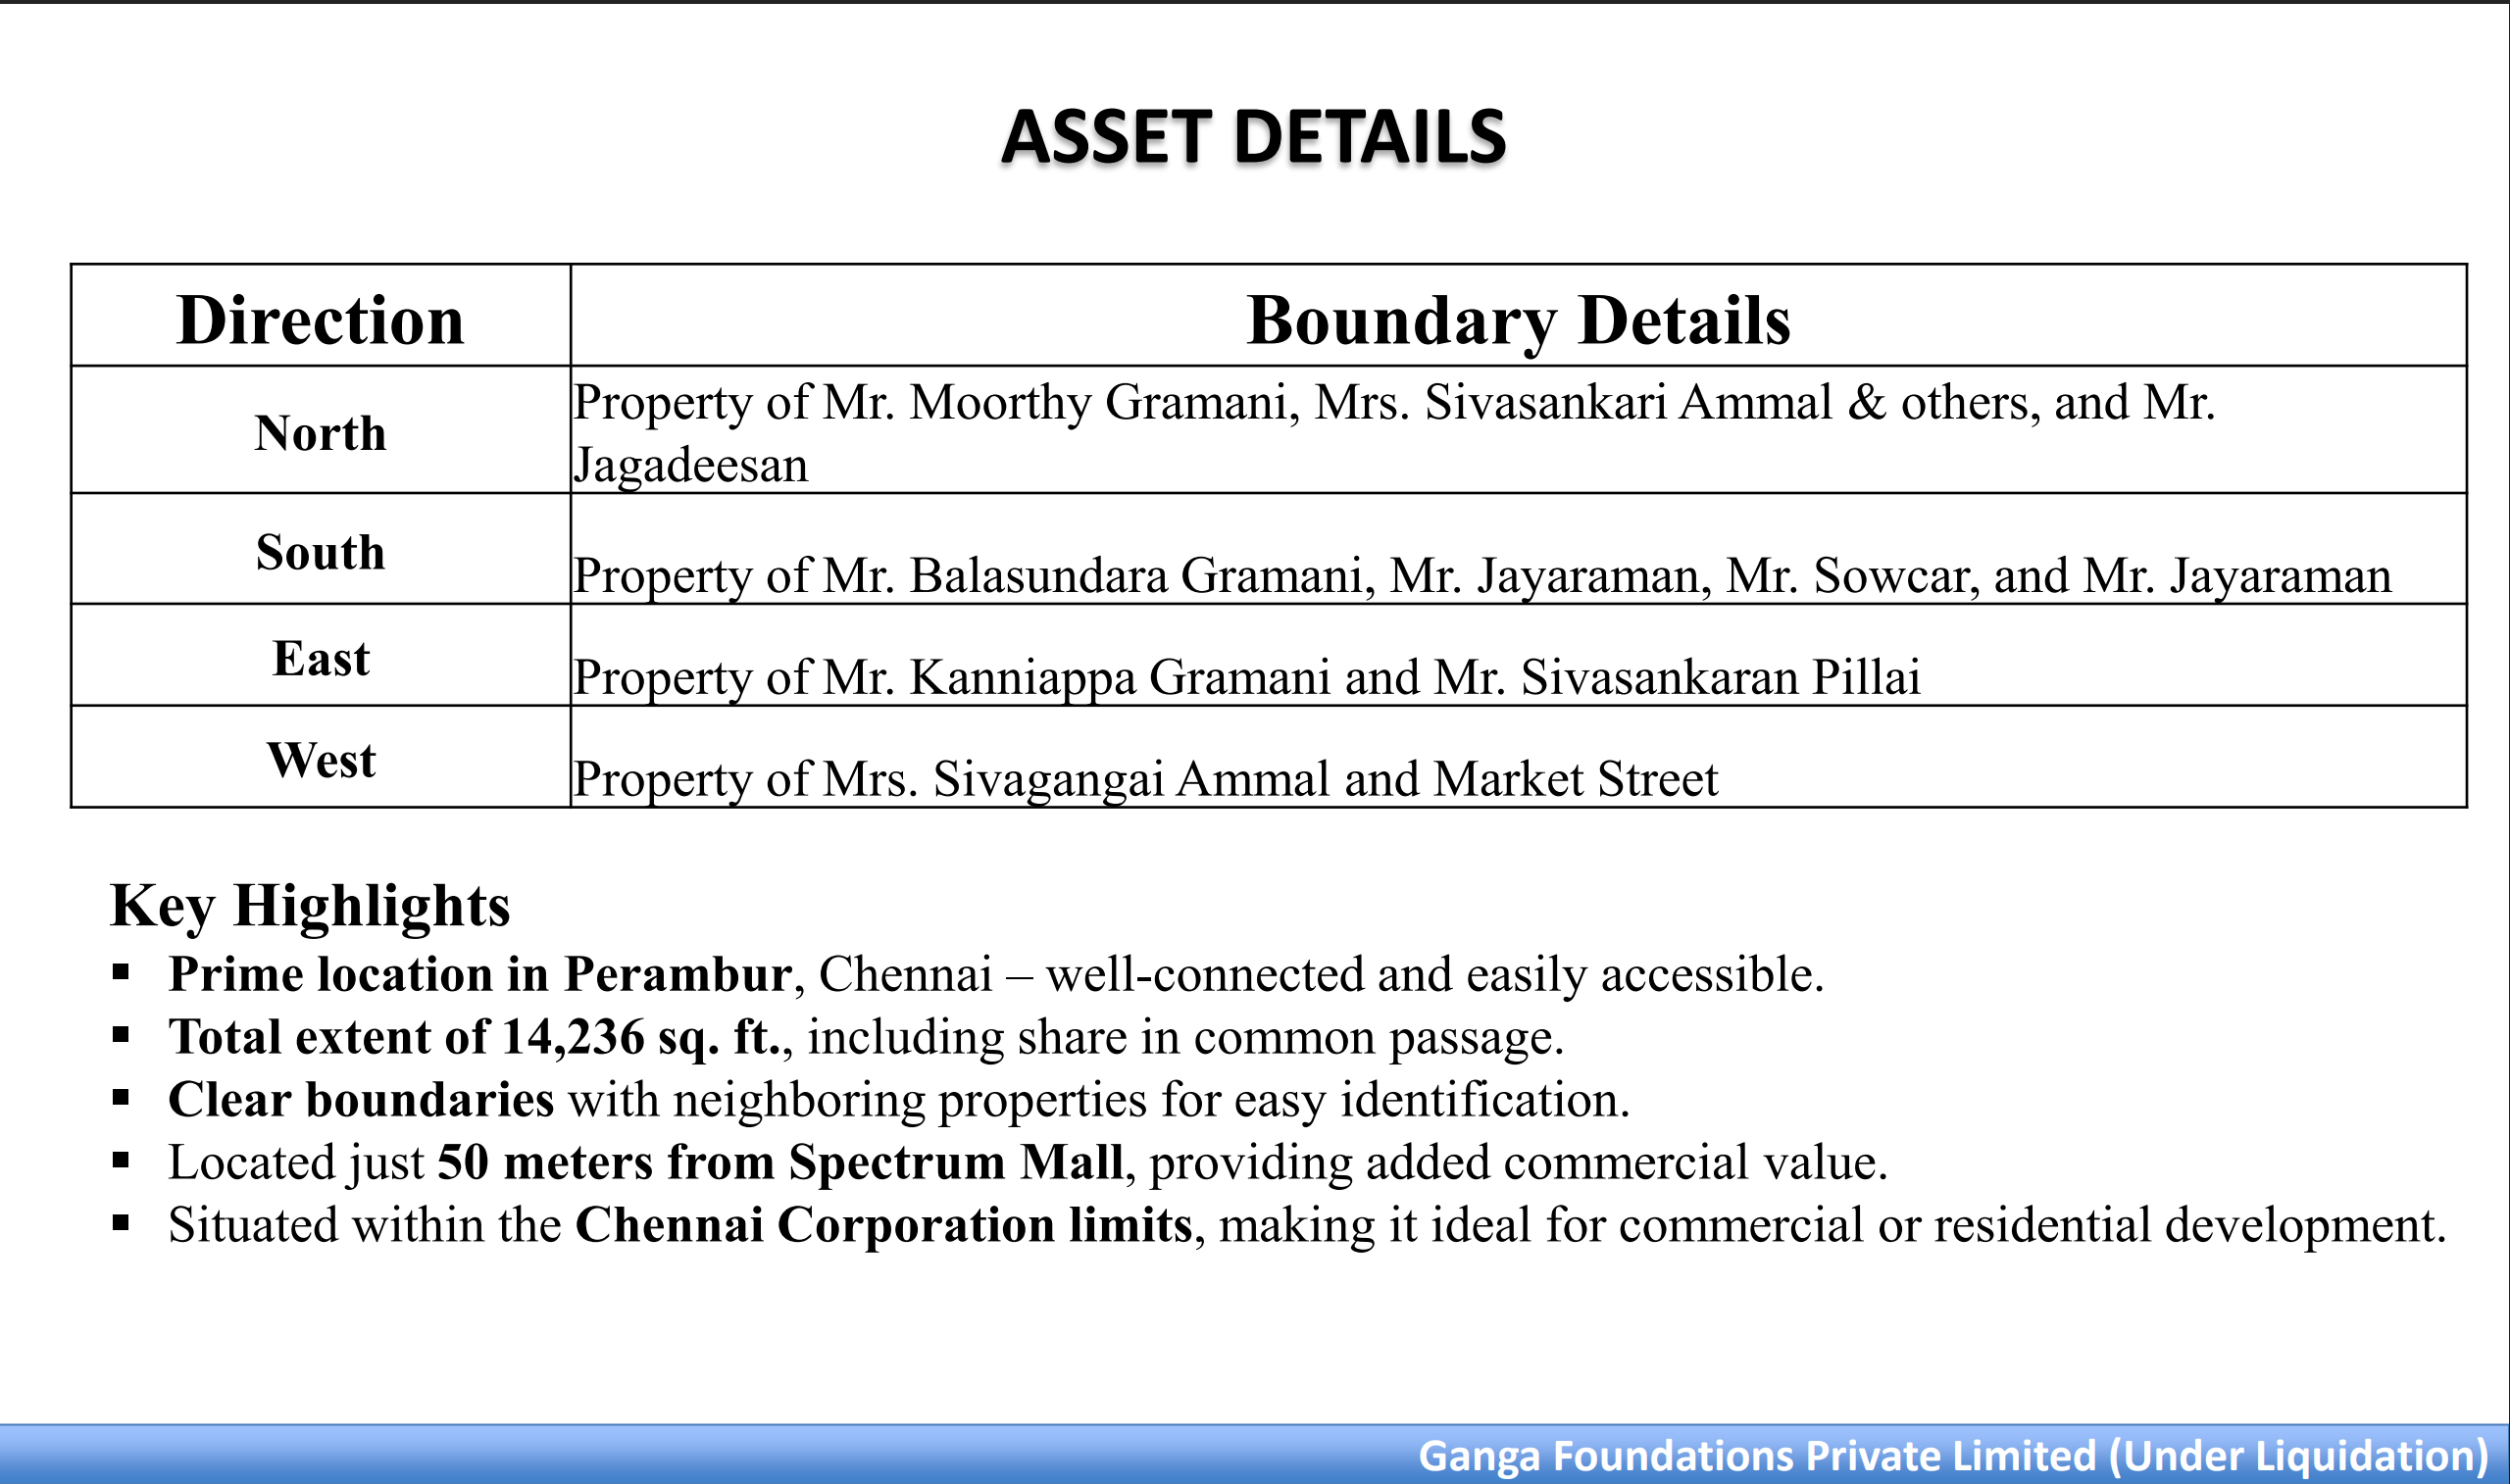 ASSET DETAILS
Direction
Boundary Details
North
Property of Mr. Moorthy Gramani, Mrs. Sivasankari Ammal & others, and Mr.
Jagadeesan
South
Property of Mr. Balasundara Gramani, Mr. Jayaraman, Mr. Sowcar, and Mr. Jayaraman
East
Property of Mr. Kanniappa Gramani and Mr. Sivasankaran Pillai
West
Property of Mrs. Sivagangai Ammal and Market Street
Key Highlights
▪ Prime location in Perambur, Chennai – well-connected and easily accessible.
▪ Total extent of 14,236 sq. ft., including share in common passage.
▪ Clear boundaries with neighboring properties for easy identification.
▪ Located just 50 meters from Spectrum Mall, providing added commercial value.
▪ Situated within the Chennai Corporation limits, making it ideal for commercial or residential development.
Ganga Foundations Private Limited (Under Liquidation)